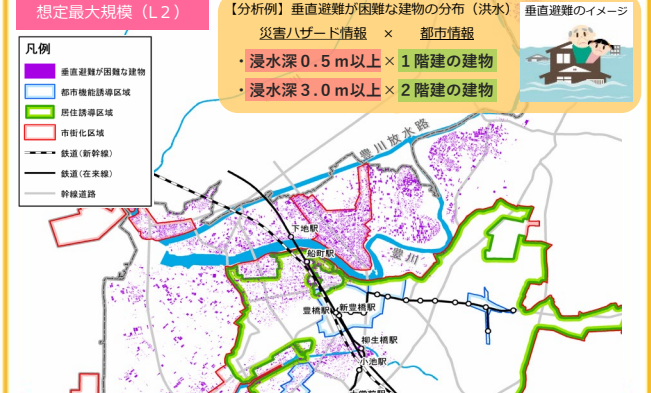 想定最大規模（L２）
【分析例】垂直避難が困難な建物の分布（洪水）
災害ハザード情報 × 都市情報
・浸水深０.５ｍ以上×１階建の建物
・浸水深３.０ｍ以上×２階建の建物
垂直避難のイメージ
凡例
垂直避難が困難な建物
都市機能誘導区域
居住誘導区域
市街化区域
鉄道(新幹線)
鉄道(在来線)
幹線道路
豊川放水路
下地駅
船町駅
豊川
豊橋駅
新豊橋駅
柳生橋駅
小池駅